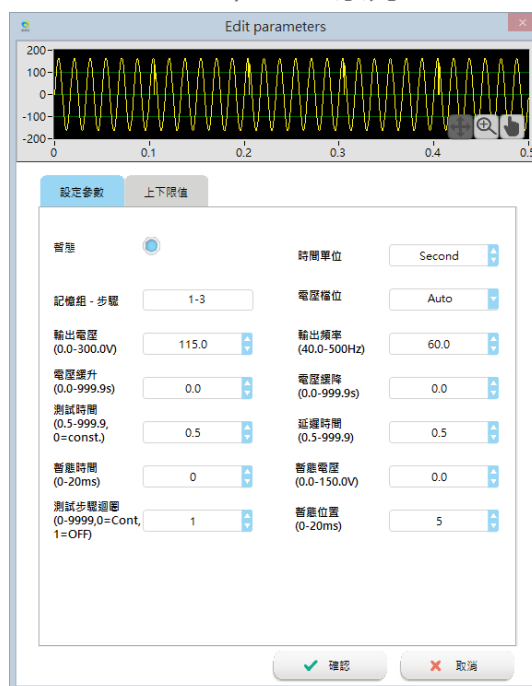 Edit parameters
200
100
0
-100
-200
0
0.1
0.2
0.3
0.4
0.5
設定參數
上下限值
暫態
時間單位
Second
記憶組 - 步驟
1-3
電壓檔位
Auto
輸出電壓
(0.0-300.0V)
115.0
輸出頻率
(40.0-500Hz)
60.0
電壓緩升
(0.0-999.9s)
0.0
電壓緩降
(0.0-999.9s)
0.0
測試時間
(0.5-999.9,
0=const.)
0.5
延遲時間
(0.5-999.9)
0.5
暫態時間
(0-20ms)
0
暫態電壓
(0.0-150.0V)
0.0
測試步驟迴圈
(0-9999,0=Cont,
1=OFF)
1
暫態位置
(0-20ms)
5
確認
取消